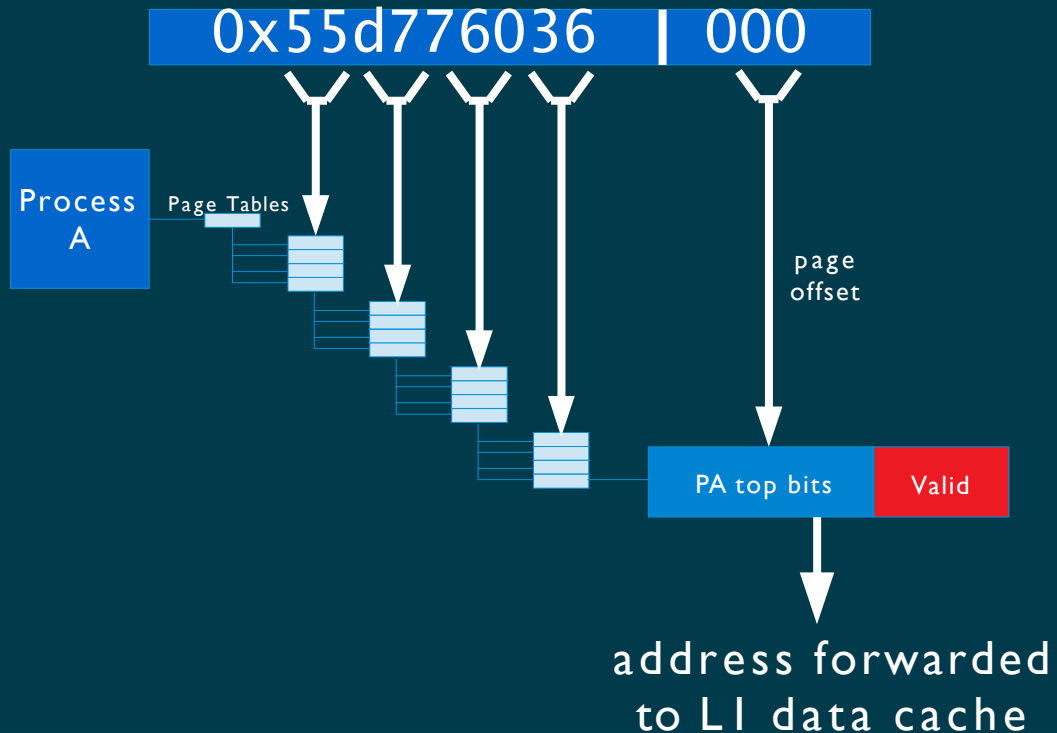 0x55d776036 | 000
Process
A
Page Tables
page
offset
PA top bits
Valid
address forwarded
to L1 data cache